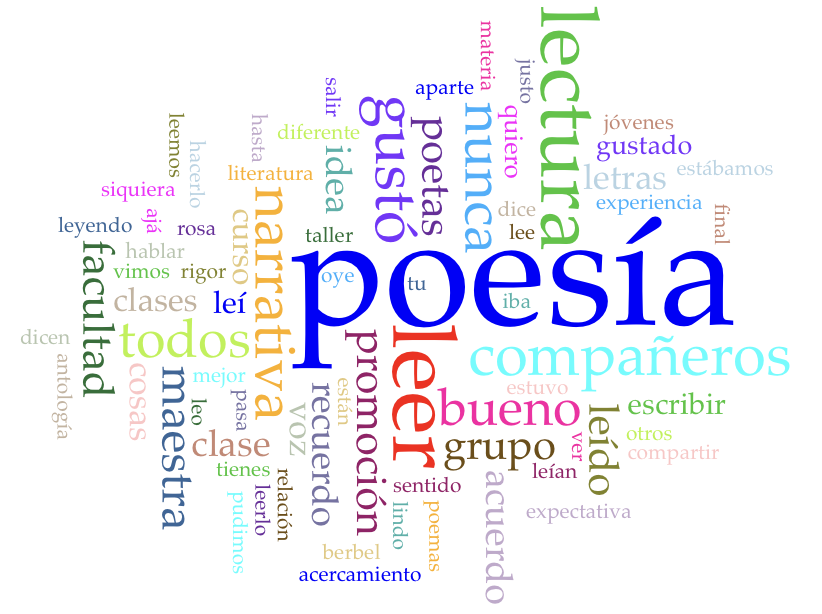 lectura
materia
justo
salir
aparte
gustó
poetas
nunca
quiero
jóvenes
gustado
leemos
hacerlo
hasta
diferente
idea
literatura
letras
estábamos
siquiera
experiencia
leyendo
ajá
rosa
curso
narrativa
taller
dice
lee
final
facultad
hablar
vimos
rigor
oye
tu
poesía
iba
clases
leí
dicen
todos
promoción
leer
compañeros
antología
cosas
maestra
mejor
leo
pasa
voz
recuerdo
están
estuvo
bueno
leído
escribir
clase
grupo
ver
otros
compartir
tienes
relación
sentido
leían
pudimos
leerlo
lindo
poemas
acuerdo
expectativa
berbel
acercamiento